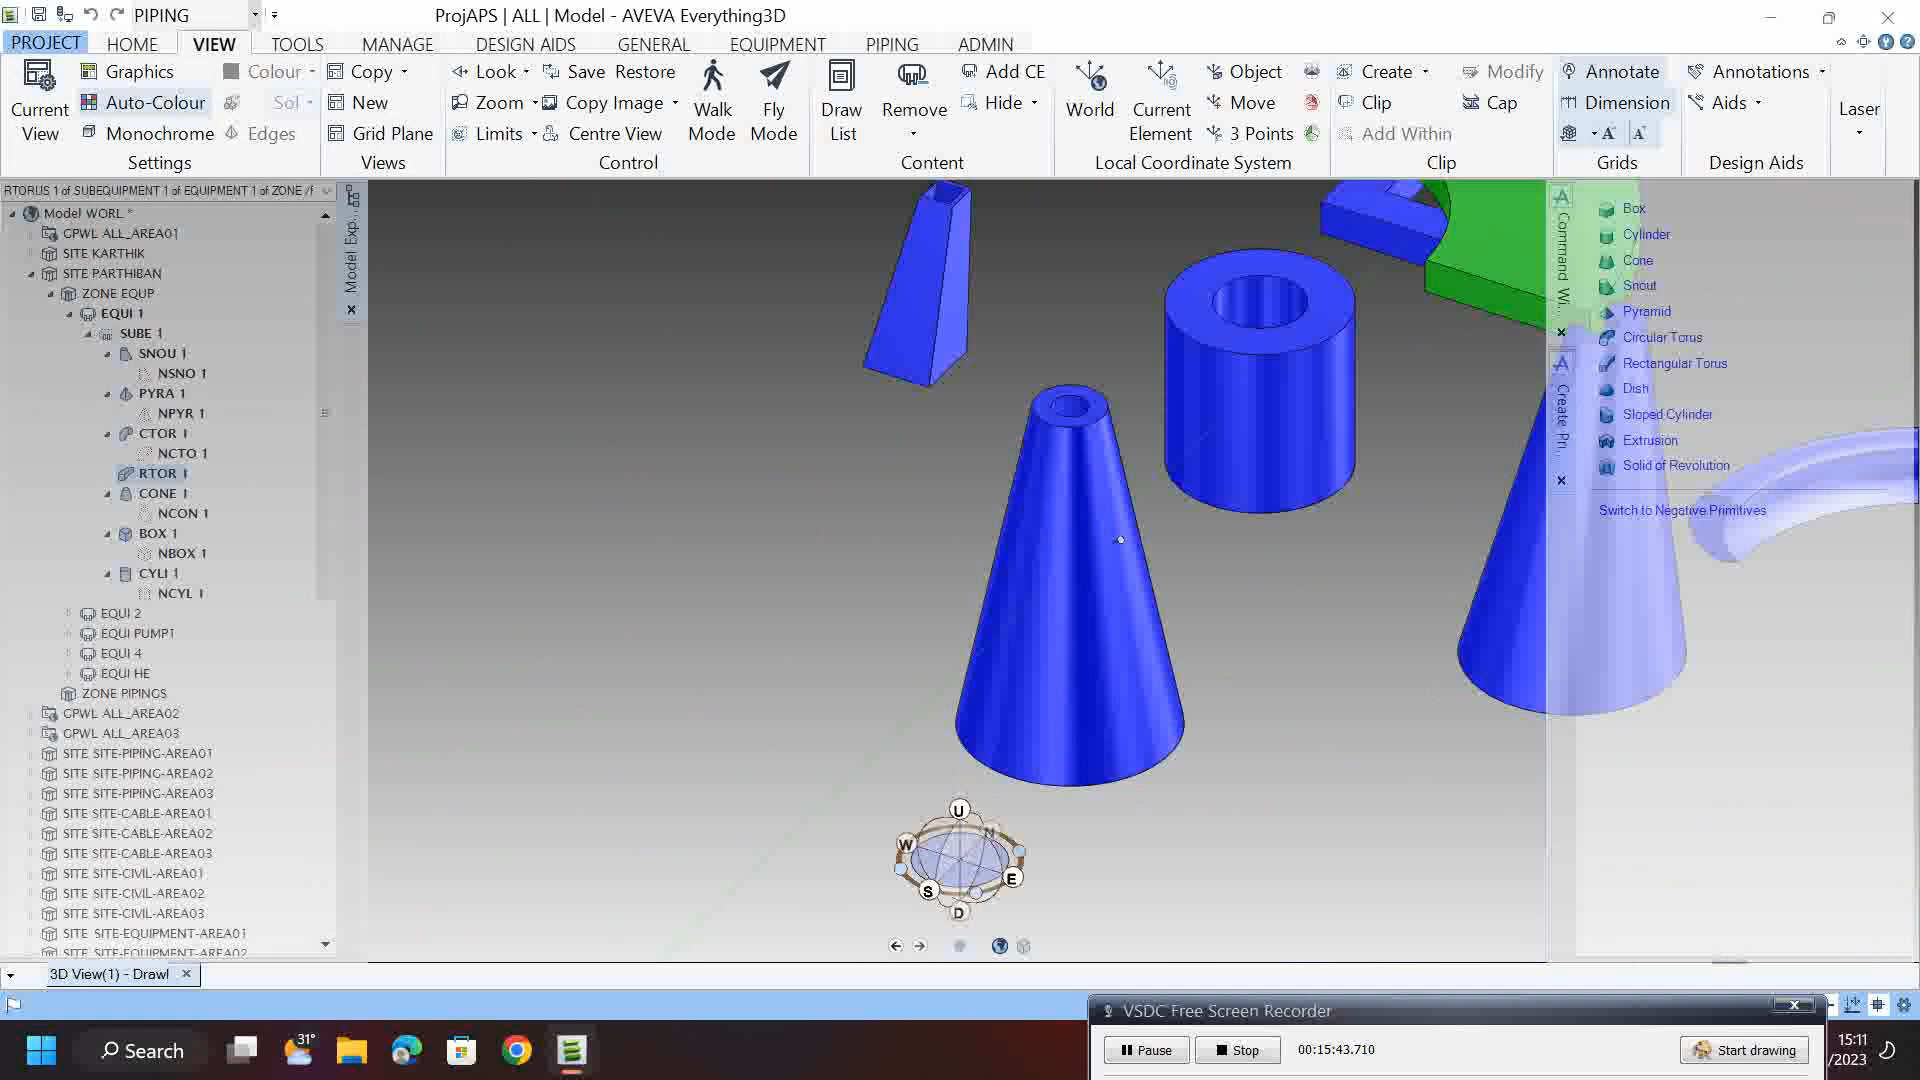 PIPING
ProjAPS | ALL | Model - AVEVA Everything3D
PROJECT HOME VIEW TOOLS MANAGE DESIGN AIDS GENERAL EQUIPMENT PIPING ADMIN
Current View
Graphics
Auto-Colour
Monochrome
Colour
Sol
Edges
Settings
Copy
New
Grid Plane
Views
Look
Zoom
Limits
Save Restore
Copy Image
Centre View
Walk Mode
Fly Mode
Control
Draw List
Remove
Add CE
Hide
Content
World
Current Element
Object
Move
3 Points
Local Coordinate System
Create
Clip
Add Within
Modify
Cap
Clip
Annotate
Dimension
Grids
Annotations
Aids
Design Aids
Laser
RTORUS 1 of SUBEQUIPMENT 1 of EQUIPMENT 1 of ZONE /f
Model WORL *
GPWL ALL_AREA01
SITE KARTHIK
SITE PARTHIBAN
ZONE EQUP
EQUI 1
SUBE 1
SNOU 1
NSNO 1
PYRA 1
NPYR 1
CTOR 1
NCTO 1
RTOR 1
CONE 1
NCON 1
BOX 1
NBOX 1
CYLI 1
NCYL 1
EQUI 2
EQUI PUMP1
EQUI 4
EQUI HE
ZONE PIPINGS
GPWL ALL_AREA02
GPWL ALL_AREA03
SITE SITE-PIPING-AREA01
SITE SITE-PIPING-AREA02
SITE SITE-PIPING-AREA03
SITE SITE-CABLE-AREA01
SITE SITE-CABLE-AREA02
SITE SITE-CABLE-AREA03
SITE SITE-CIVIL-AREA01
SITE SITE-CIVIL-AREA02
SITE SITE-CIVIL-AREA03
SITE SITE-EQUIPMENT-AREA01
SITE SITE-EQUIPMENT-AREA02
Model Exp...
Command Wi...
Create Pri...
Box
Cylinder
Cone
Snout
Pyramid
Circular Torus
Rectangular Torus
Dish
Sloped Cylinder
Extrusion
Solid of Revolution
Switch to Negative Primitives
U
N
W
E
S
D
3D View(1) - Drawl
VSDC Free Screen Recorder
Pause
Stop
00:15:43.710
Start drawing
Search
31°
15:11
/2023